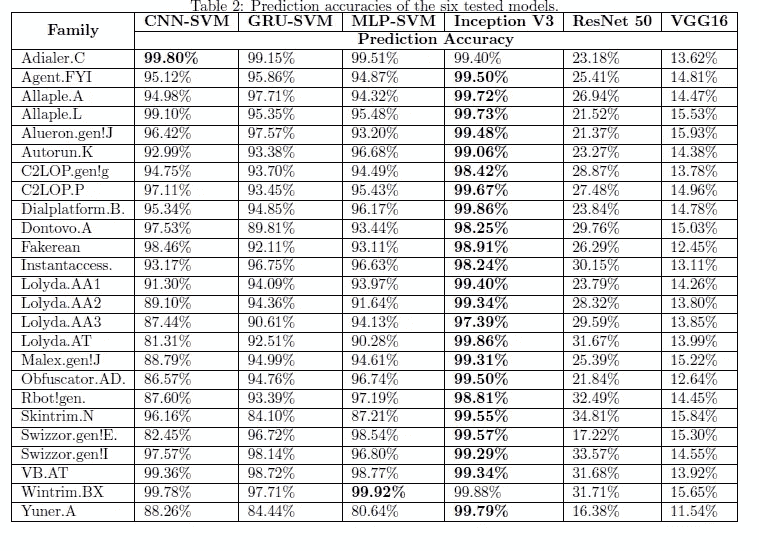 Table 2: Prediction accuracies of the six tested models.
Family CNN-SVM GRU-SVM MLP-SVM Inception V3 ResNet 50 VGG16
Prediction Accuracy
Adialer.C 99.80% 99.15% 99.51% 99.40% 23.18% 13.62%
Agent.FYI 95.12% 95.86% 94.87% 99.50% 25.41% 14.81%
Allaple.A 94.98% 97.71% 94.32% 99.72% 26.94% 14.47%
Allaple.L 99.10% 95.35% 95.48% 99.73% 21.52% 15.53%
Alueron.gen!J 96.42% 97.57% 93.20% 99.48% 21.37% 15.93%
Autorun.K 92.99% 93.38% 96.68% 99.06% 23.27% 14.38%
C2LOP.gen!g 94.75% 93.70% 94.49% 98.42% 28.87% 13.78%
C2LOP.P 97.11% 93.45% 95.43% 99.67% 27.48% 14.96%
Dialplatform.B. 95.34% 94.85% 96.17% 99.86% 23.84% 14.78%
Dontovo.A 97.53% 89.81% 93.44% 98.25% 29.76% 15.03%
Fakerean 98.46% 92.11% 93.11% 98.91% 26.29% 12.45%
Instantaccess. 93.17% 96.75% 96.63% 98.24% 30.15% 13.11%
Lolyda.AA1 91.30% 94.09% 93.97% 99.40% 23.79% 14.26%
Lolyda.AA2 89.10% 94.36% 91.64% 99.34% 28.32% 13.80%
Lolyda.AA3 87.44% 90.61% 94.13% 97.39% 29.59% 13.85%
Lolyda.AT 81.31% 92.51% 90.28% 99.86% 31.67% 13.99%
Malex.gen!J 88.79% 94.99% 94.61% 99.31% 25.39% 15.22%
Obfuscator.AD. 86.57% 94.76% 96.74% 99.50% 21.84% 12.64%
Rbot!gen. 87.60% 93.39% 97.19% 98.81% 32.49% 14.45%
Skintrim.N 96.16% 84.10% 87.21% 99.55% 34.81% 15.84%
Swizzor.gen!E. 82.45% 96.72% 98.54% 99.57% 17.22% 15.30%
Swizzor.gen!I 97.57% 98.14% 96.80% 99.29% 33.57% 14.55%
VB.AT 99.36% 98.72% 98.77% 99.34% 31.68% 13.92%
Wintrim.BX 99.78% 97.71% 99.92% 99.88% 31.71% 15.65%
Yuner.A 88.26% 84.44% 80.64% 99.79% 16.38% 11.54%